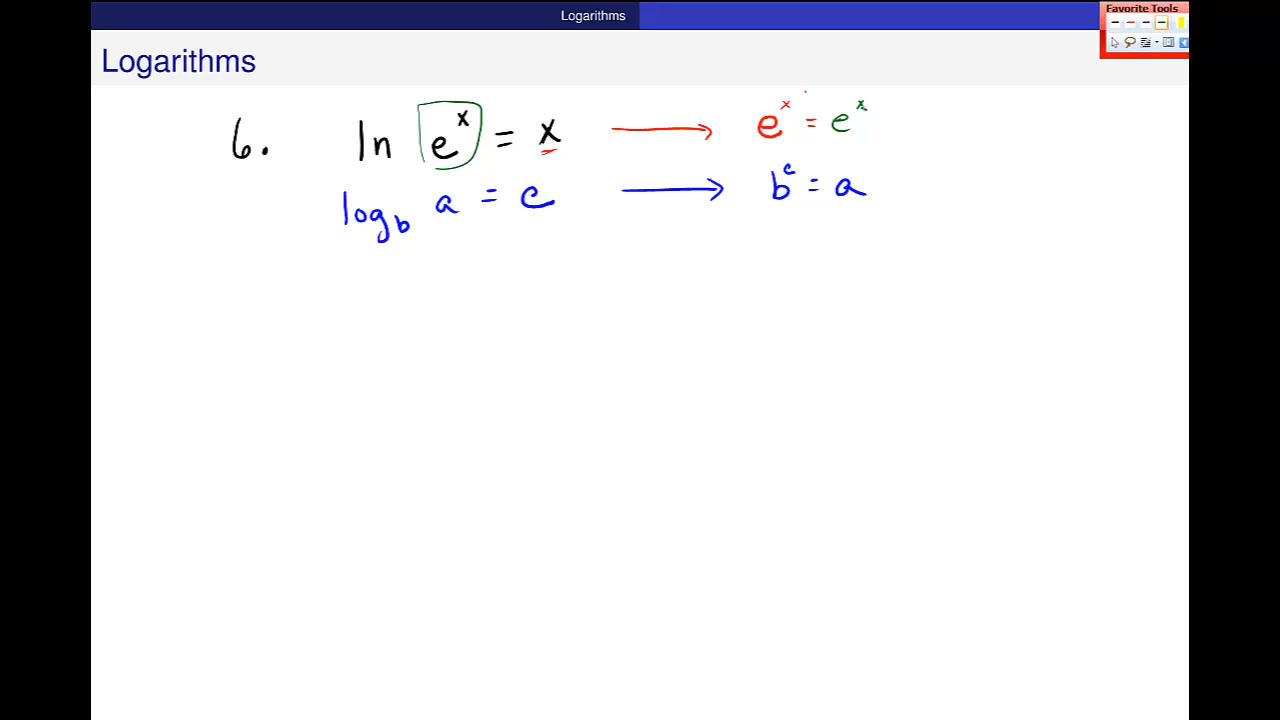 Logarithms
Favorite Tools
Logarithms
6. ln e^x = x → e^x = e^x
log_b a = c → b^c = a